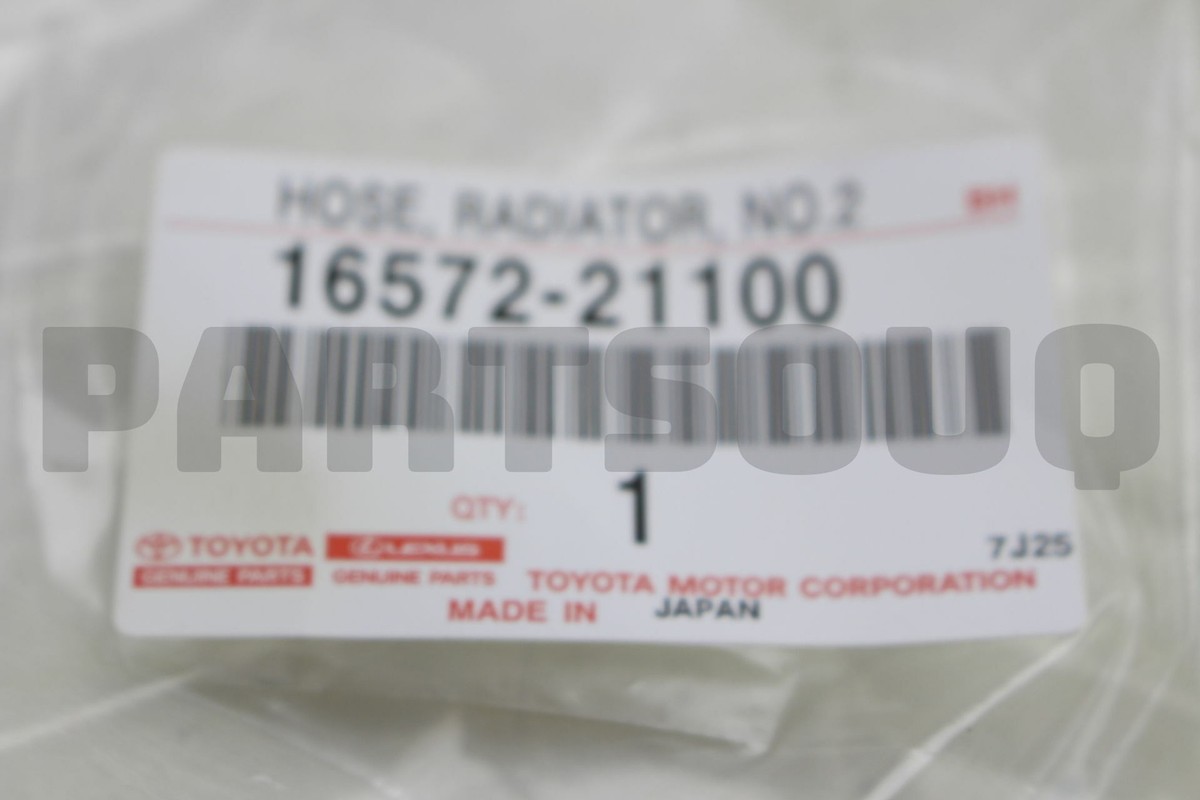 HOSE, RADIATOR, NO.2
16572-21100
PARTSOUQ
QTY: 1
TOYOTA LEXUS 7J25
GENUINE PARTS GENUINE PARTS TOYOTA MOTOR CORPORATION
MADE IN JAPAN